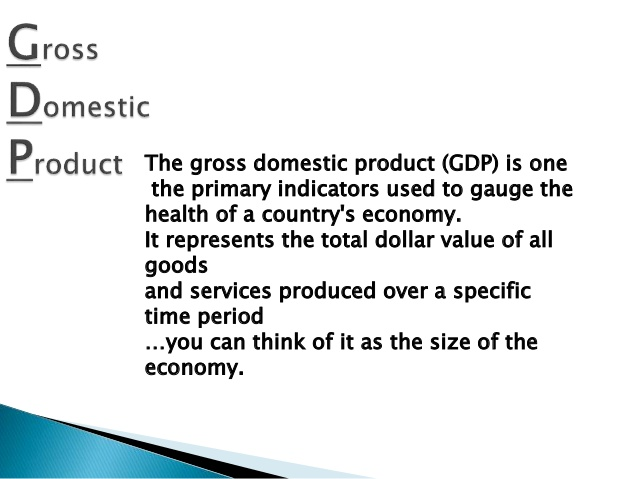 Gross
Domestic
Product
The gross domestic product (GDP) is one
the primary indicators used to gauge the
health of a country's economy.
It represents the total dollar value of all
goods
and services produced over a specific
time period
…you can think of it as the size of the
economy.